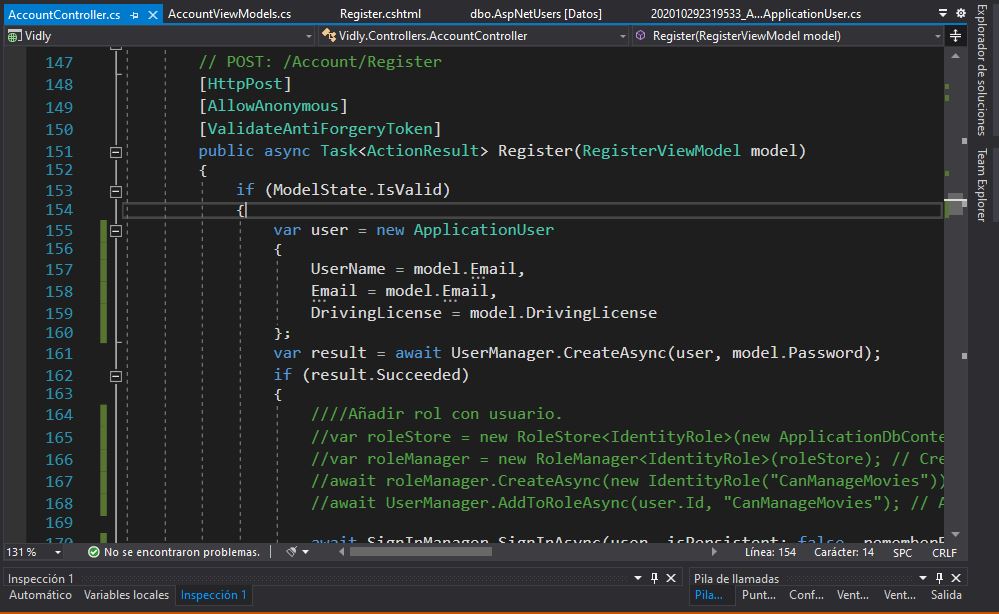 AccountController.cs AccountViewModels.cs Register.cshtml dbo.AspNetUsers [Datos] 202010292319533_A...ApplicationUser.cs
Vidly Vidly.Controllers.AccountController Register(RegisterViewModel model)
Explorador de soluciones
Team Explorer
147 // POST: /Account/Register
148 [HttpPost]
149 [AllowAnonymous]
150 [ValidateAntiForgeryToken]
151 public async Task<ActionResult> Register(RegisterViewModel model)
152 {
153 if (ModelState.IsValid)
154 {
155 var user = new ApplicationUser
156 {
157 UserName = model.Email,
158 Email = model.Email,
159 DrivingLicense = model.DrivingLicense
160 };
161 var result = await UserManager.CreateAsync(user, model.Password);
162 if (result.Succeeded)
163 {
164 ////Añadir rol con usuario.
165 //var roleStore = new RoleStore<IdentityRole>(new ApplicationDbConte
166 //var roleManager = new RoleManager<IdentityRole>(roleStore); // Cre
167 //await roleManager.CreateAsync(new IdentityRole("CanManageMovies"))
168 //await UserManager.AddToRoleAsync(user.Id, "CanManageMovies"); // A
169
170 await SignInManager.SignInAsync(user, isPersistent: false, rememberB
131 % No se encontraron problemas. Línea: 154 Carácter: 14 SPC CRLF
Inspección 1 Pila de llamadas
Automático Variables locales Inspección 1 Pila... Punt... Conf... Vent... Vent... Salida